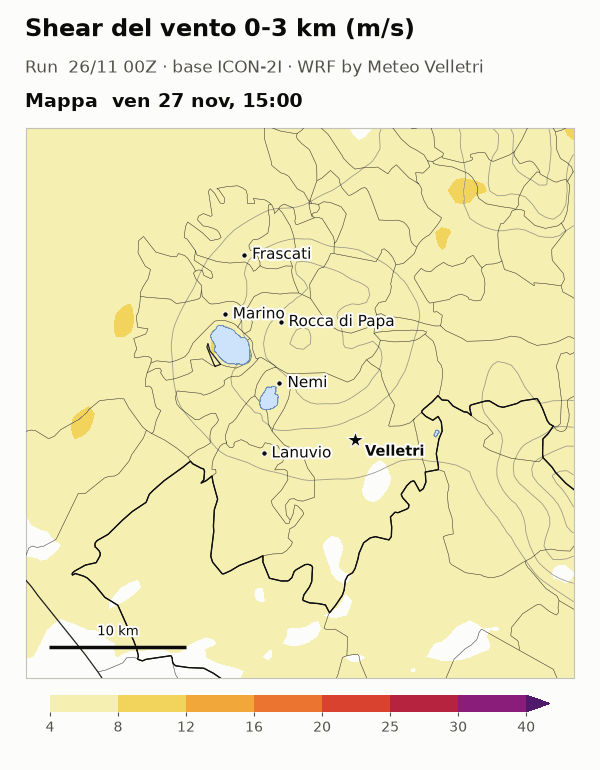 Shear del vento 0-3 km (m/s)
Run  26/11 00Z · base ICON-2I · WRF by Meteo Velletri
Mappa  ven 27 nov, 15:00
Frascati
Marino
Rocca di Papa
Nemi
Velletri
Lanuvio
10 km
4 8 12 16 20 25 30 40